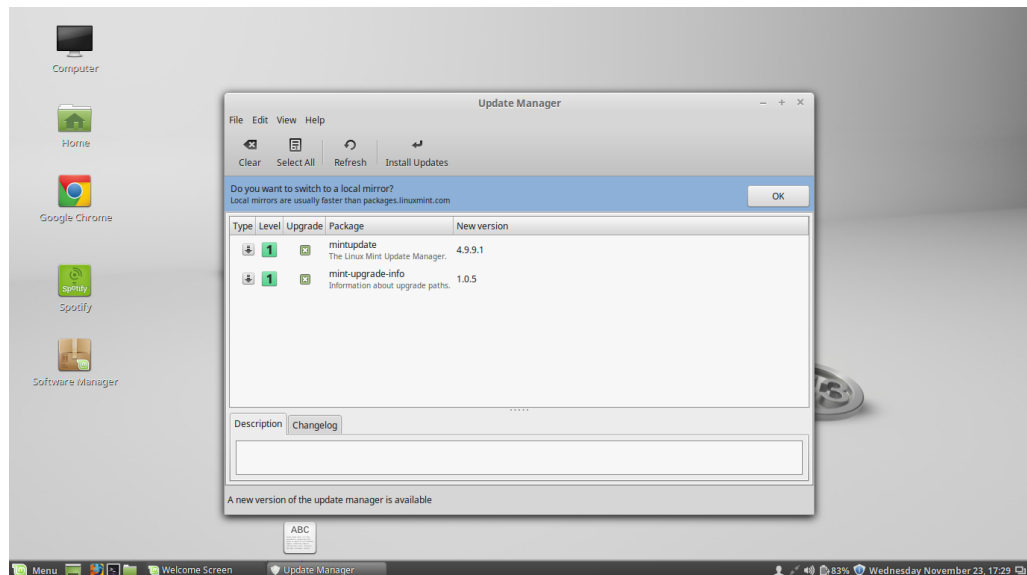 Computer
Home
Google Chrome
Spotify
Spotify
Software Manager
Update Manager
File Edit View Help
Clear Select All Refresh Install Updates
Do you want to switch to a local mirror?
Local mirrors are usually faster than packages.linuxmint.com
OK
Type Level Upgrade Package New version
1 mintupdate 4.9.9.1
The Linux Mint Update Manager.
1 mint-upgrade-info 1.0.5
Information about upgrade paths.
Description Changelog
A new version of the update manager is available
ABC
Menu Welcome Screen Update Manager 83% Wednesday November 23, 17:29